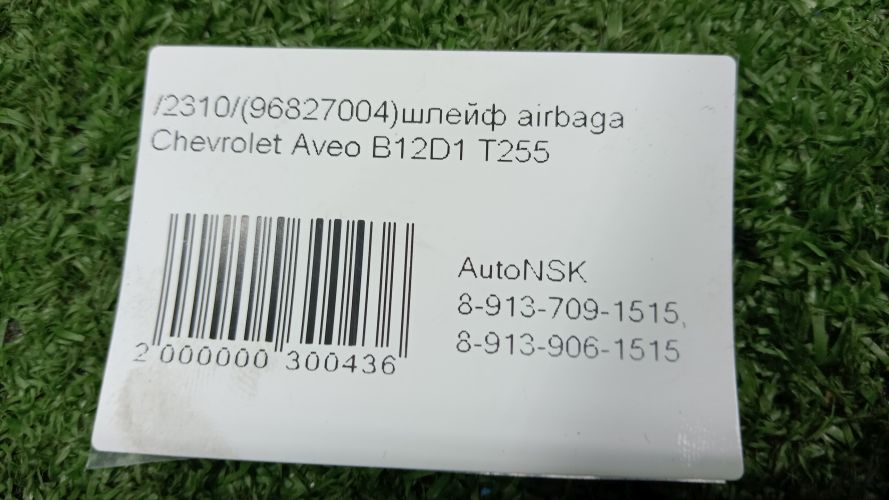 /2310/(96827004)шлейф airbaga
Chevrolet Aveo B12D1 T255
AutoNSK
8-913-709-1515,
8-913-906-1515
2 000000 300436